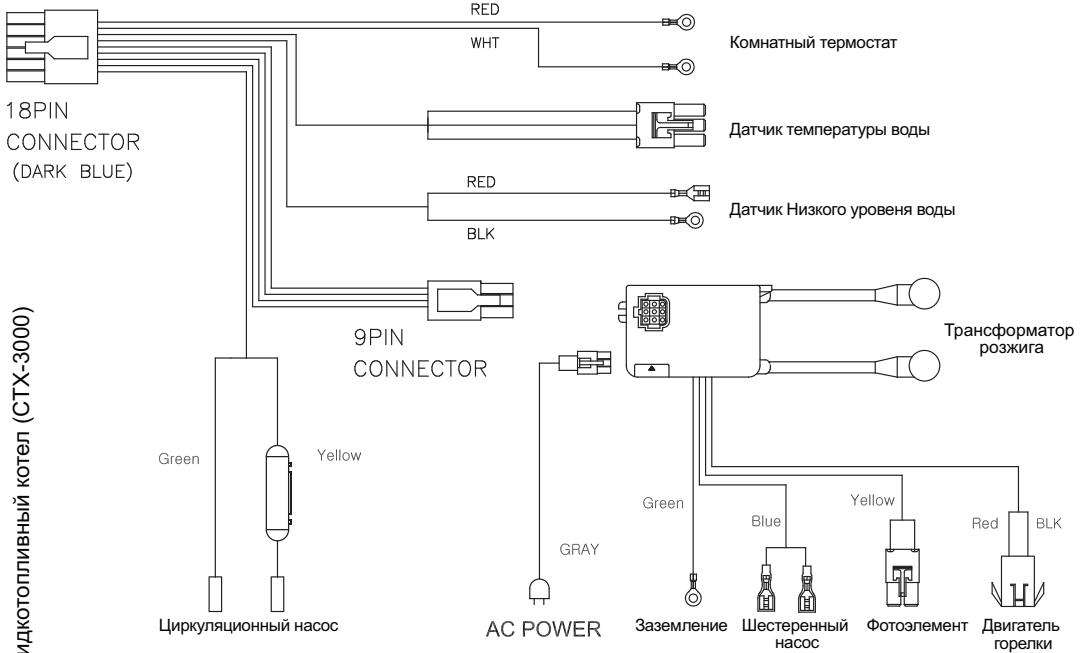 RED
WHT
Комнатный термостат
18PIN
CONNECTOR
(DARK BLUE)
Датчик температуры воды
RED
Датчик Низкого уровеня воды
BLK
9PIN
CONNECTOR
Трансформатор
розжига
идкотопливный котел (СТХ-3000)
Green
Yellow
GRAY
Green
Blue
Yellow
Red
BLK
Циркуляционный насос
AC POWER
Заземление
Шестеренный
насос
Фотоэлемент
Двигатель
горелки